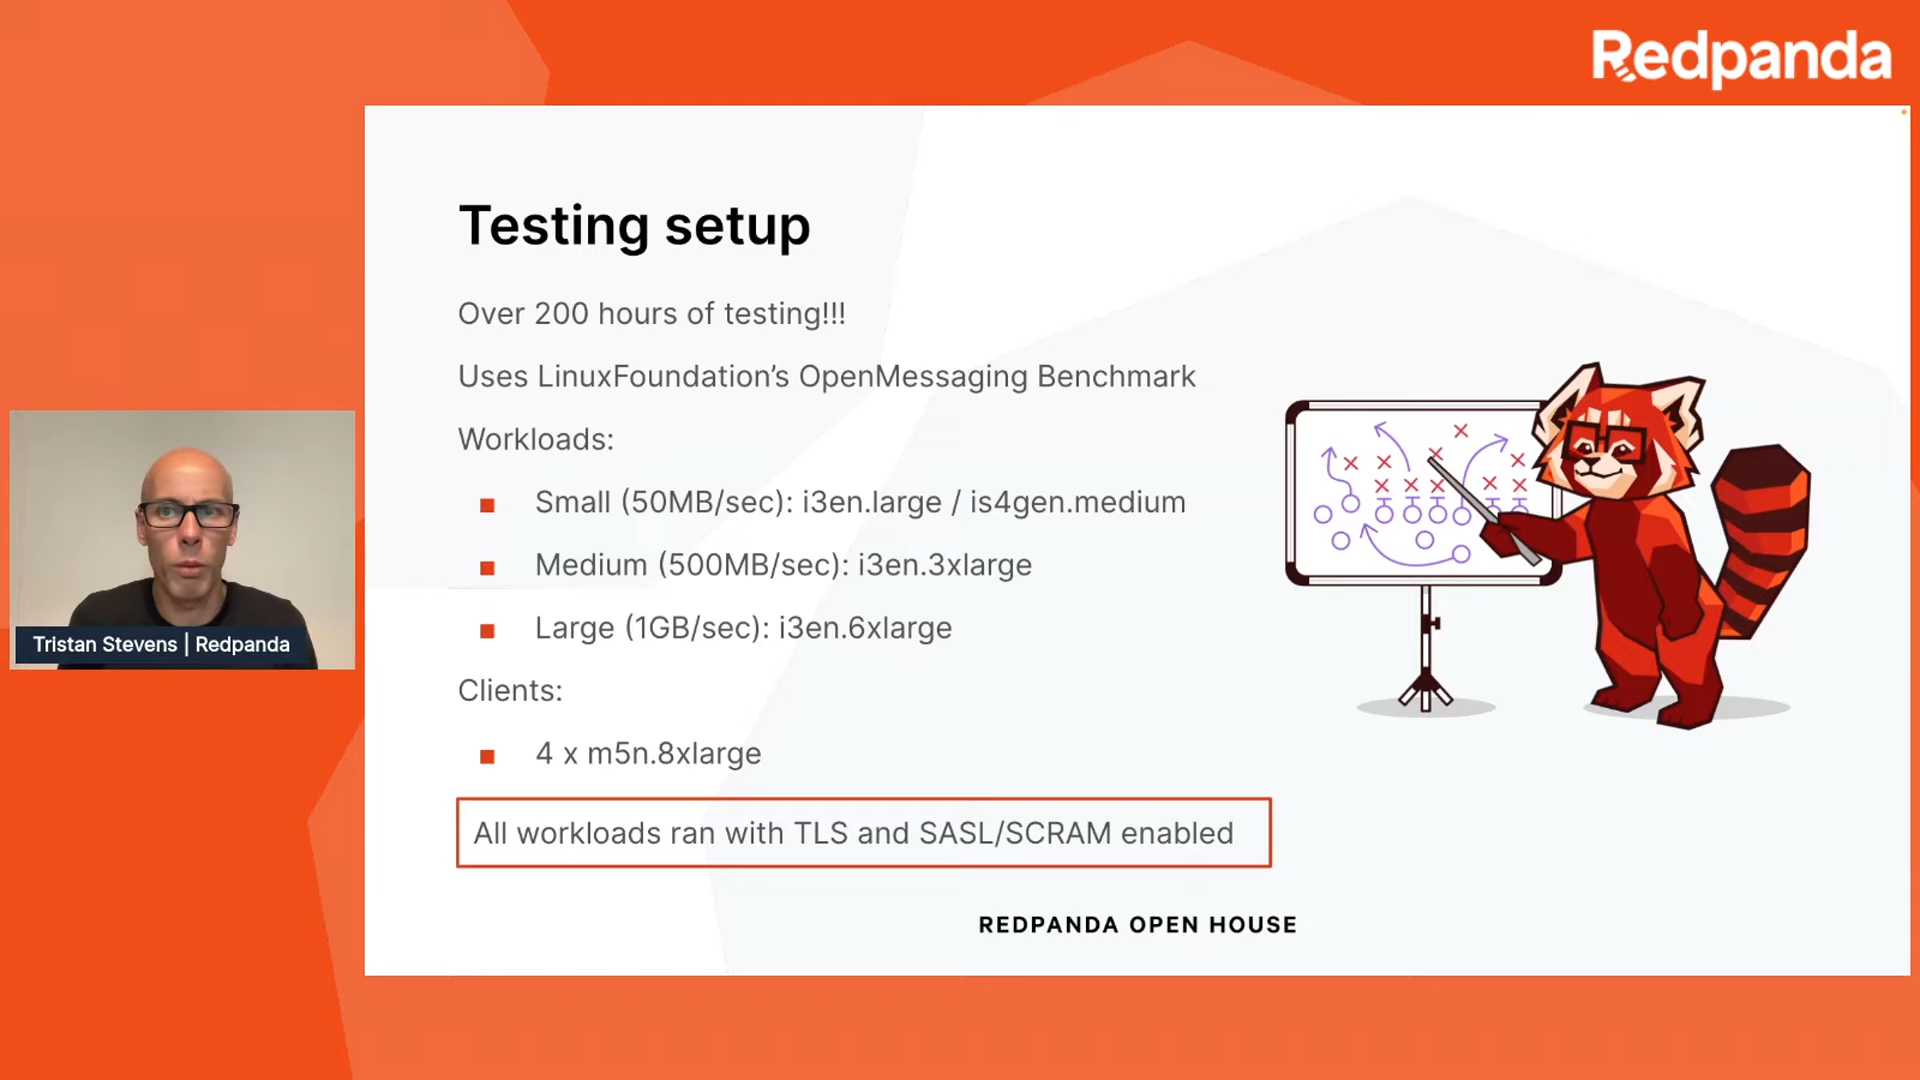 Redpanda
Testing setup
Over 200 hours of testing!!!
Uses LinuxFoundation’s OpenMessaging Benchmark
Workloads:
Small (50MB/sec): i3en.large / is4gen.medium
Medium (500MB/sec): i3en.3xlarge
Large (1GB/sec): i3en.6xlarge
Clients:
4 x m5n.8xlarge
All workloads ran with TLS and SASL/SCRAM enabled
REDPANDA OPEN HOUSE
Tristan Stevens | Redpanda